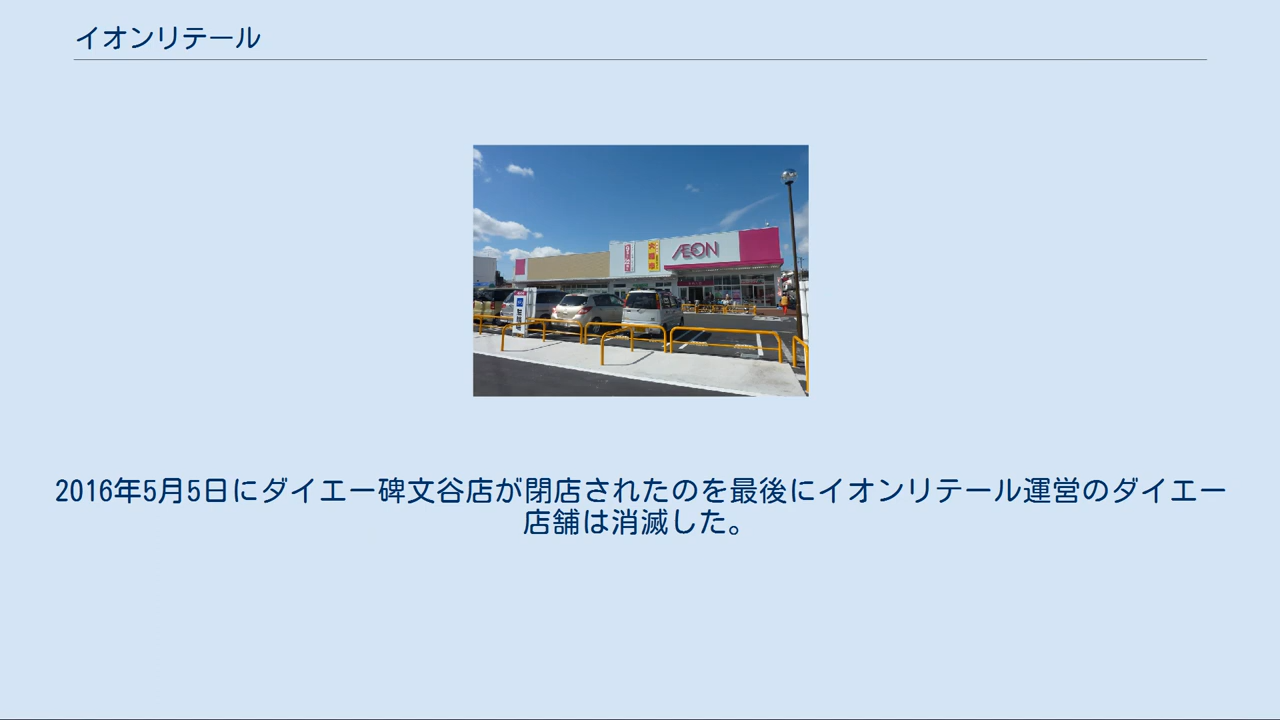 イオンリテール
ÆON
2016年5月5日にダイエー碑文谷店が閉店されたのを最後にイオンリテール運営のダイエー
店舗は消滅した。